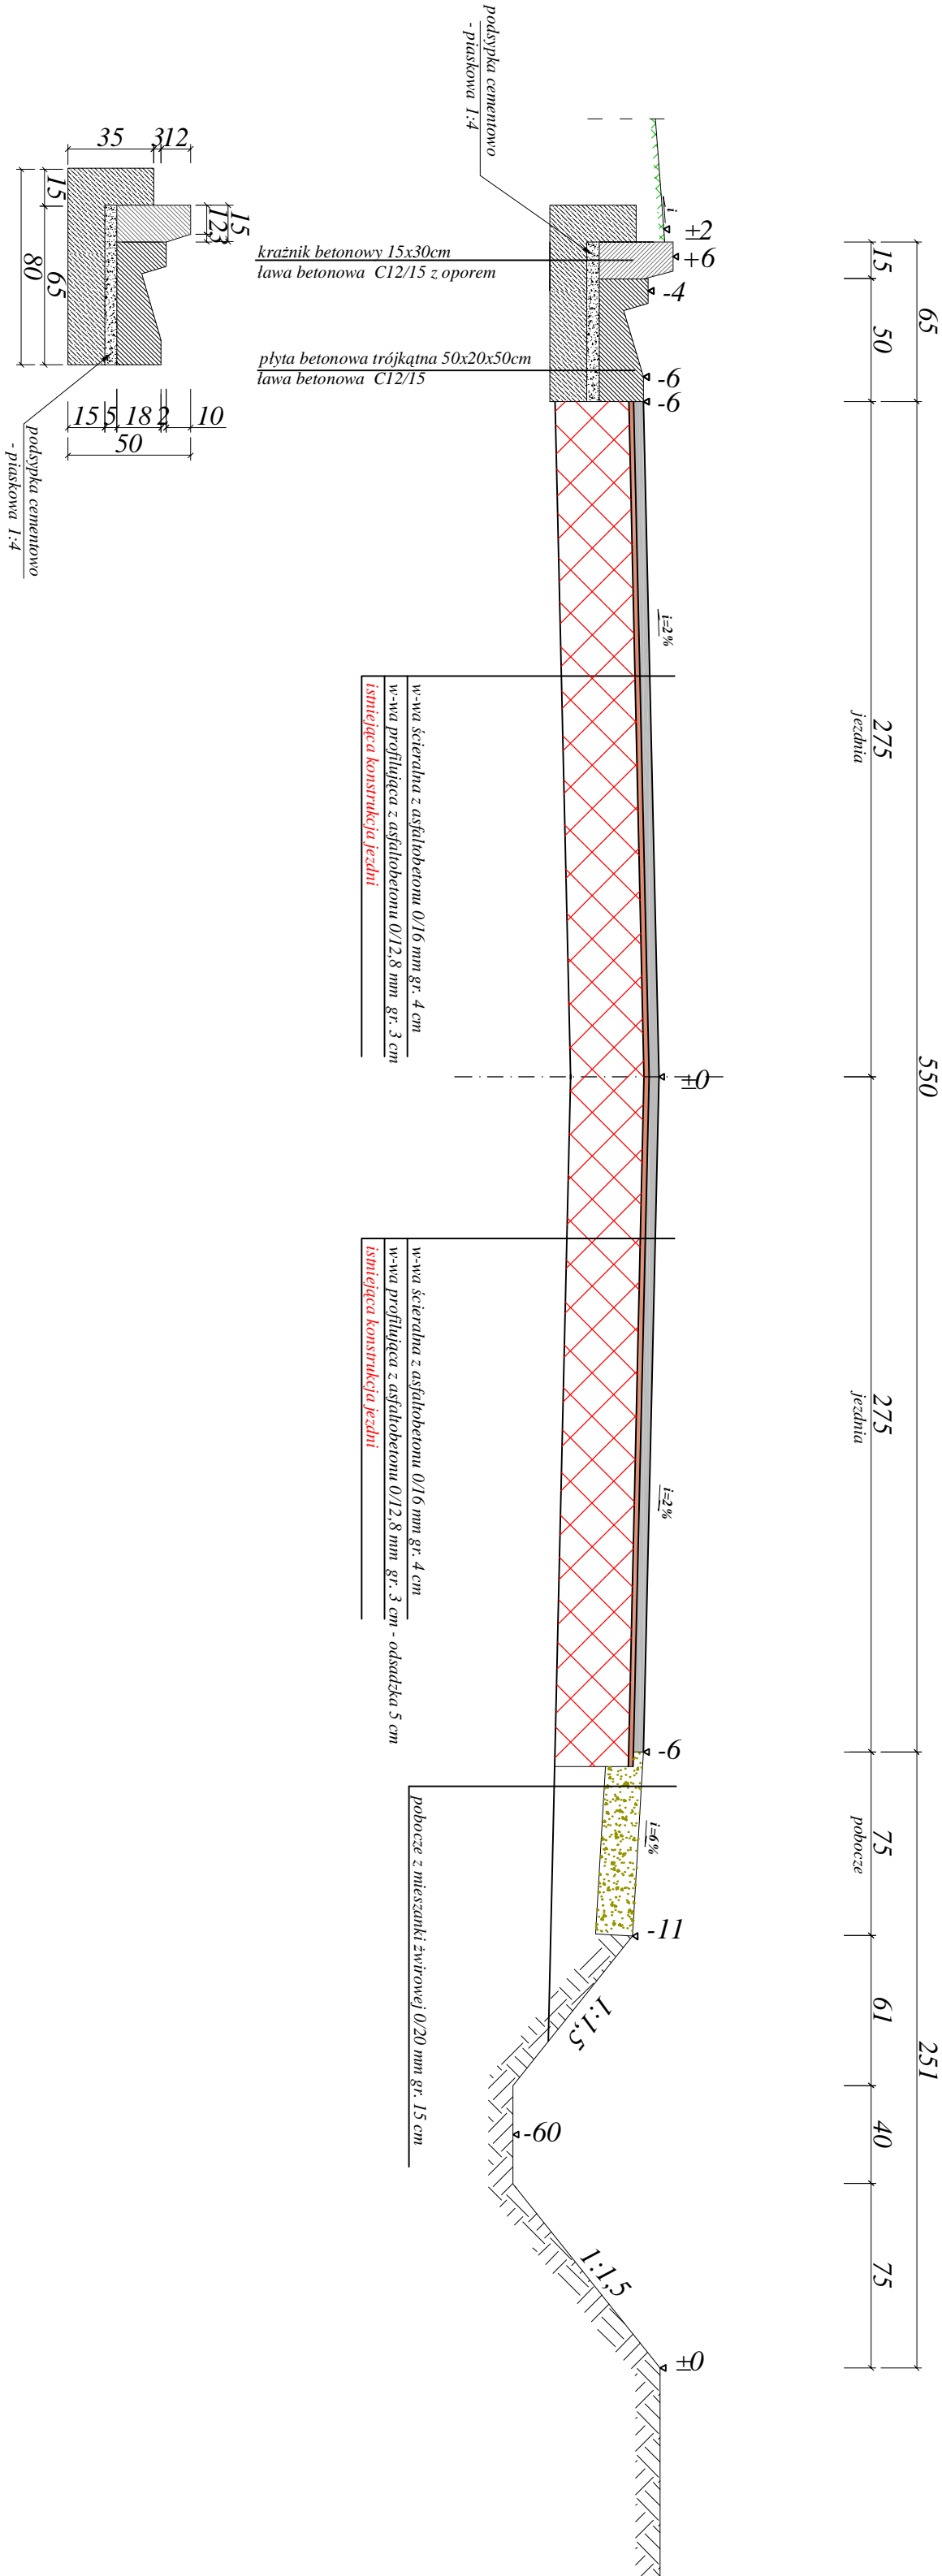 podsypka cementowo
- piaskowa 1:4
i
±2
+6
-4
-6
-6
i=2%
±0
i=2%
-6
i=6%
-11
1:1,5
-60
1:1,5
±0
15
50
65
275
jezdnia
275
jezdnia
550
75
pobocze
61
40
75
251
krażnik betonowy 15x30cm
ława betonowa C12/15 z oporem
płyta betonowa trójkątna 50x20x50cm
ława betonowa C12/15
w-wa ścieralna z asfaltobetonu 0/16 mm gr. 4 cm
w-wa profilująca z asfaltobetonu 0/12,8 mm gr. 3 cm
istniejąca konstrukcja jezdni
w-wa ścieralna z asfaltobetonu 0/16 mm gr. 4 cm
w-wa profilująca z asfaltobetonu 0/12,8 mm gr. 3 cm - odsadzka 5 cm
istniejąca konstrukcja jezdni
pobocze z mieszanki żwirowej 0/20 mm gr. 15 cm
35
3
12
15
12
3
15
65
80
15
5
18
2
10
50
podsypka cementowo
- piaskowa 1:4